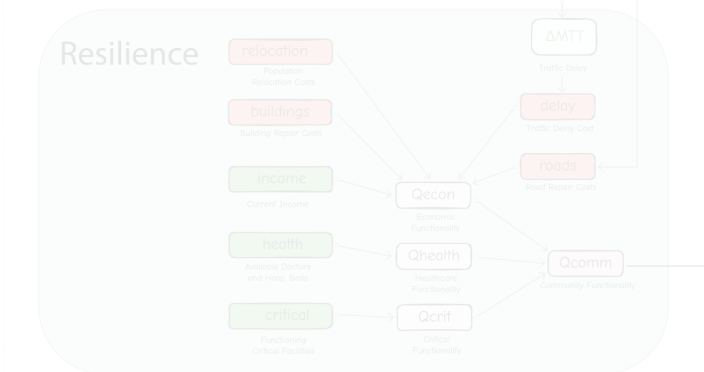 Resilience
relocation
Population
Relocation Costs
buildings
Building Repair Costs
income
Current Income
health
Available Doctors
and Hosp. Beds
critical
Functioning
Critical Facilities
ΔMTT
Traffic Delay
delay
Traffic Delay Cost
roads
Road Repair Costs
Qecon
Economic
Functionality
Qhealth
Healthcare
Functionality
Qcrit
Critical
Functionality
Qcomm
Community Functionality